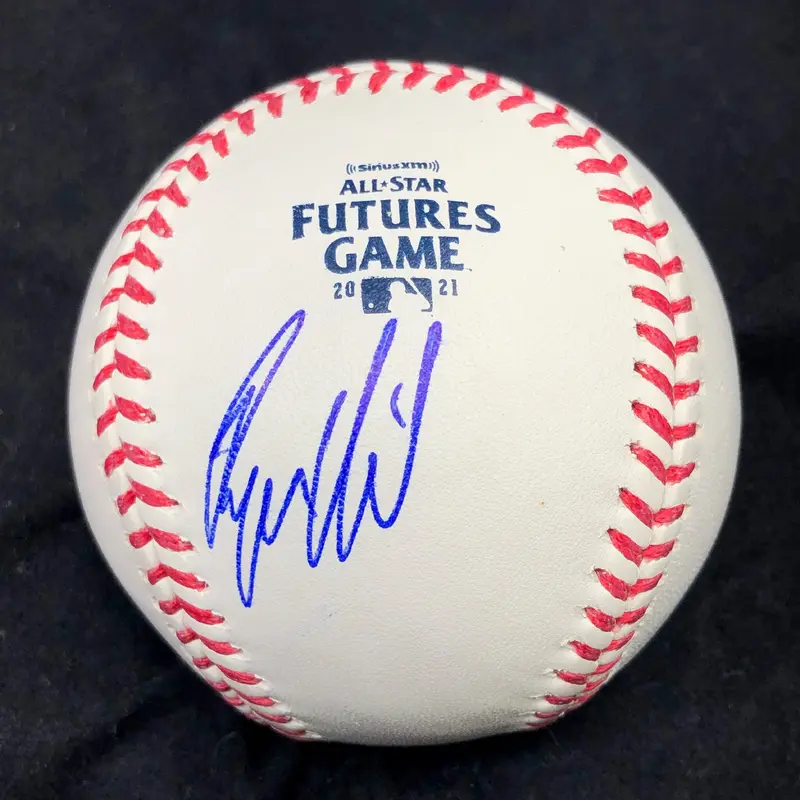 ((SiriusXM))
ALL★STAR
FUTURES
GAME
20 21